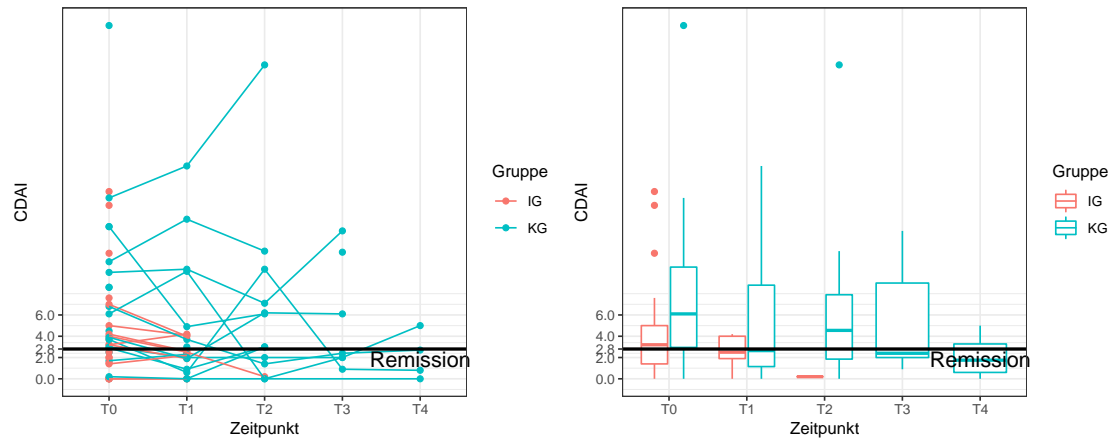 CDAI
6.0
4.0
2.8
2.0
0.0
Remission
T0 T1 T2 T3 T4
Zeitpunkt
Gruppe
IG
KG
CDAI
6.0
4.0
2.8
2.0
0.0
Remission
T0 T1 T2 T3 T4
Zeitpunkt
Gruppe
IG
KG